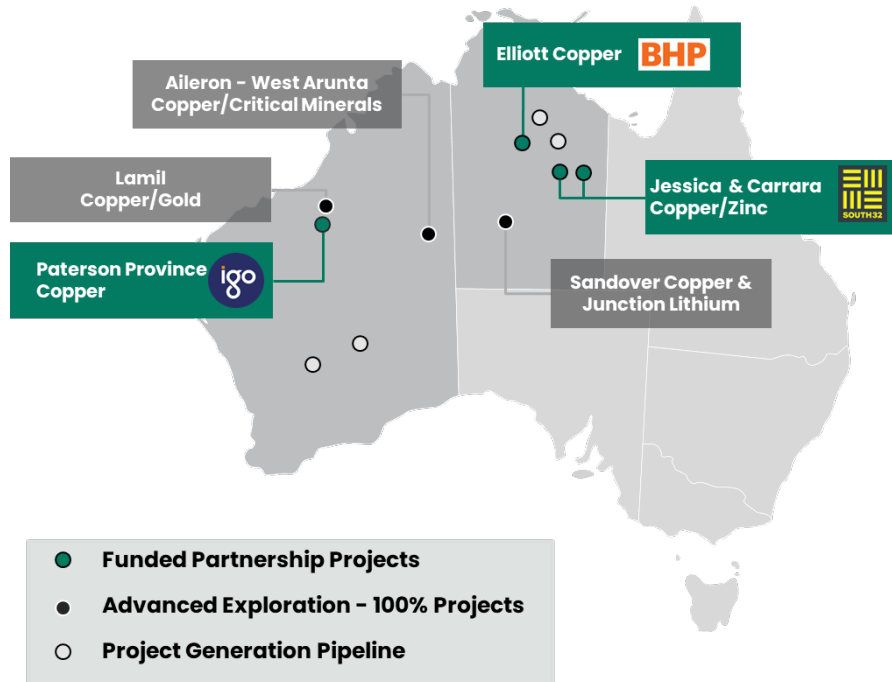 Elliott Copper BHP
Aileron - West Arunta
Copper/Critical Minerals
Lamil
Copper/Gold
Jessica & Carrara
Copper/Zinc
SOUTH32
Paterson Province
Copper
igo
Sandover Copper &
Junction Lithium
Funded Partnership Projects
Advanced Exploration - 100% Projects
Project Generation Pipeline